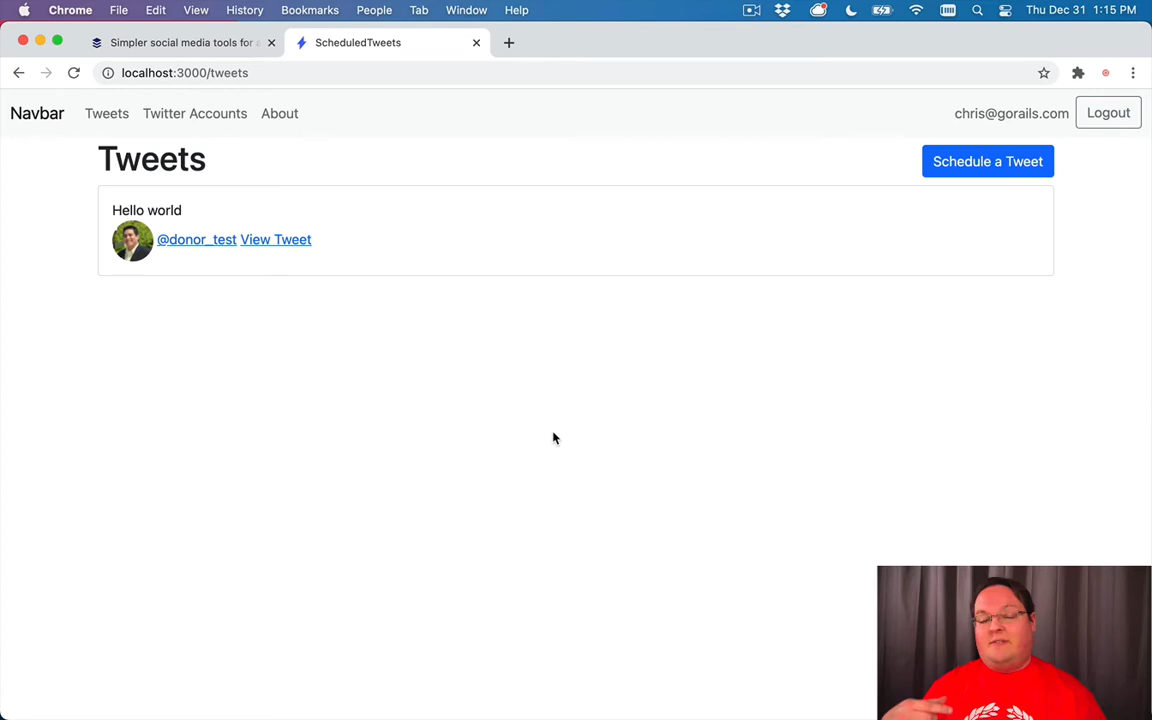 Chrome File Edit View History Bookmarks People Tab Window Help Thu Dec 31 1:15 PM
Simpler social media tools for a ScheduledTweets
localhost:3000/tweets
Navbar Tweets Twitter Accounts About chris@gorails.com Logout
Tweets Schedule a Tweet
Hello world
@donor_test View Tweet